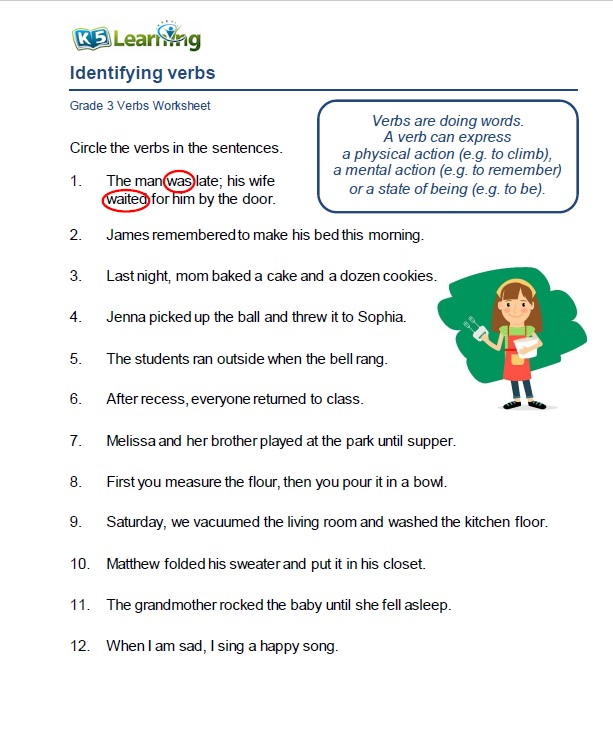 K5 Learning
Identifying verbs
Grade 3 Verbs Worksheet
Verbs are doing words.
A verb can express
a physical action (e.g. to climb),
a mental action (e.g. to remember)
or a state of being (e.g. to be).
Circle the verbs in the sentences.
1. The man was late; his wife
waited for him by the door.
2. James remembered to make his bed this morning.
3. Last night, mom baked a cake and a dozen cookies.
4. Jenna picked up the ball and threw it to Sophia.
5. The students ran outside when the bell rang.
6. After recess, everyone returned to class.
7. Melissa and her brother played at the park until supper.
8. First you measure the flour, then you pour it in a bowl.
9. Saturday, we vacuumed the living room and washed the kitchen floor.
10. Matthew folded his sweater and put it in his closet.
11. The grandmother rocked the baby until she fell asleep.
12. When I am sad, I sing a happy song.